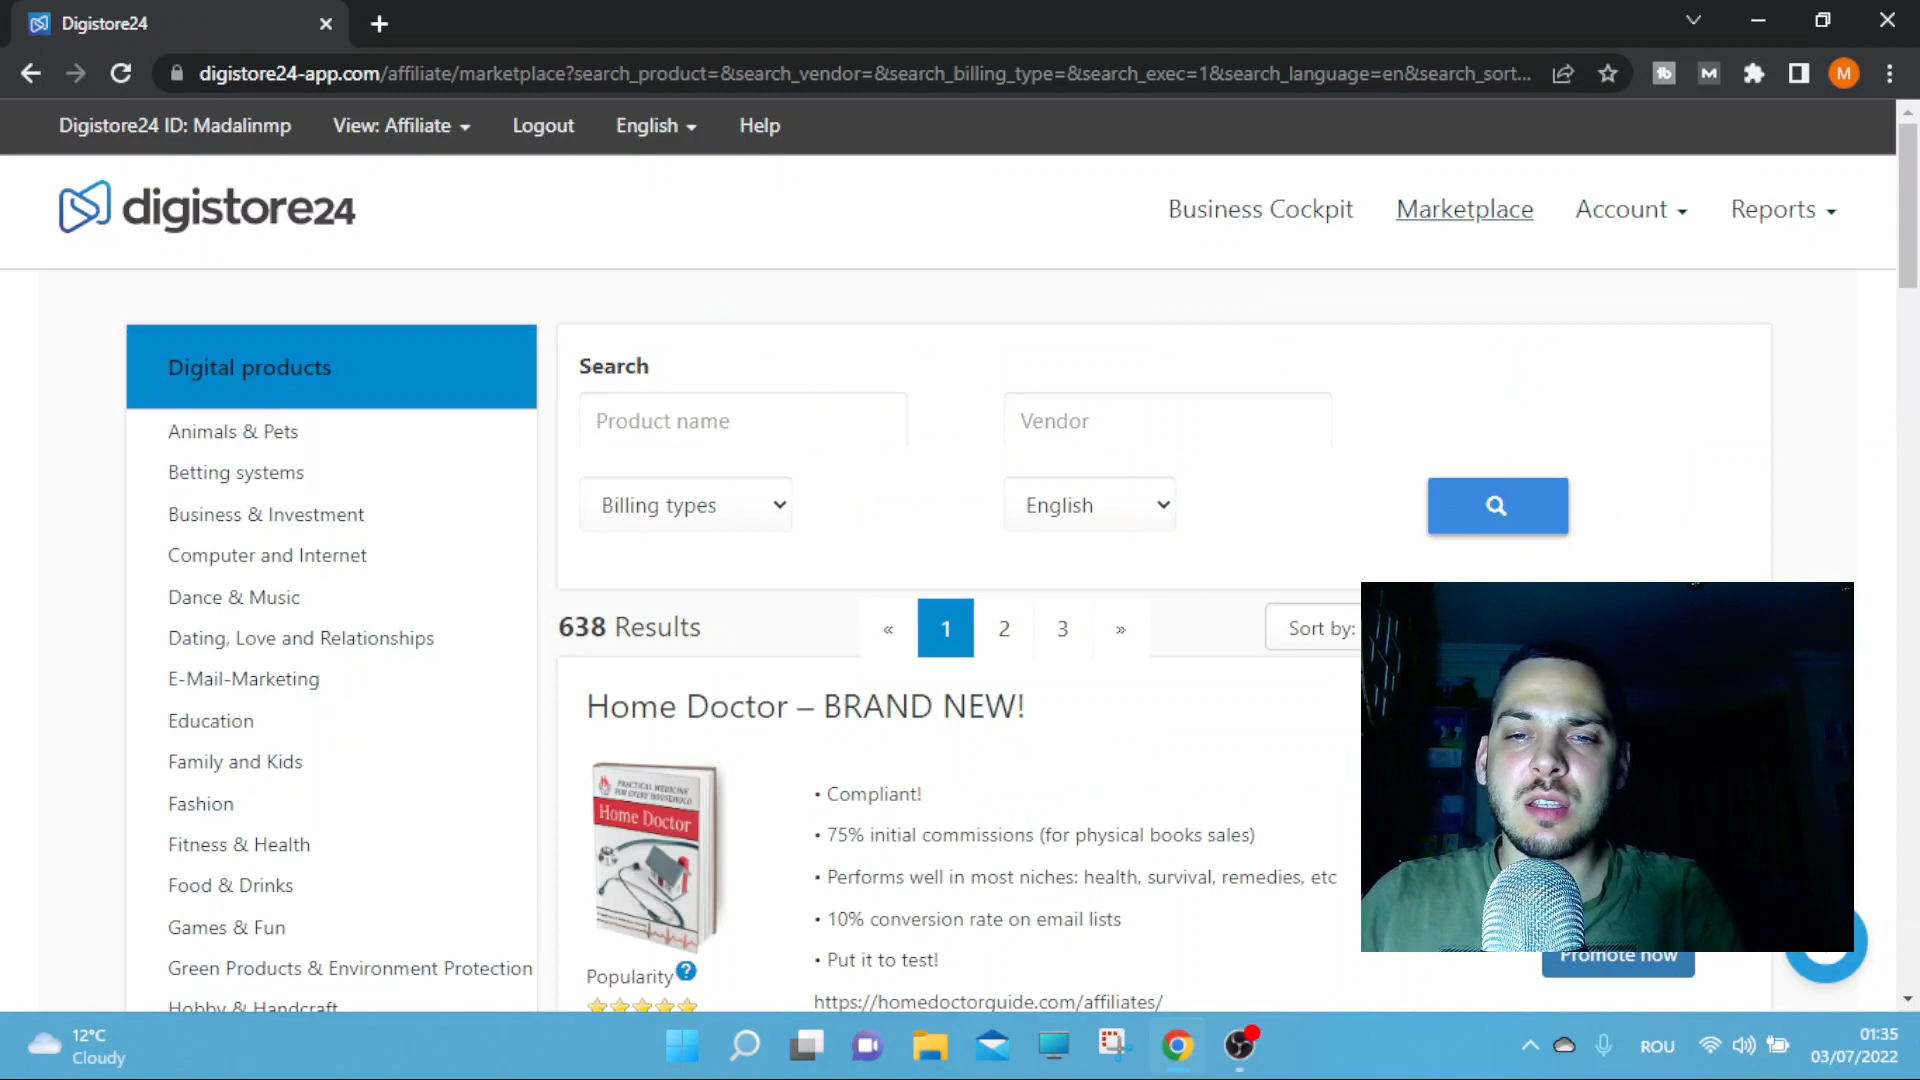 Digistore24
digistore24-app.com/affiliate/marketplace?search_product=&search_vendor=&search_billing_type=&search_exec=1&search_language=en&search_sort...
M
Digistore24 ID: Madalinmp
View: Affiliate
Logout
English
Help
digistore24
Business Cockpit
Marketplace
Account
Reports
Digital products
Animals & Pets
Betting systems
Business & Investment
Computer and Internet
Dance & Music
Dating, Love and Relationships
E-Mail-Marketing
Education
Family and Kids
Fashion
Fitness & Health
Food & Drinks
Games & Fun
Green Products & Environment Protection
Hobby & Handcraft
Search
Product name
Vendor
Billing types
English
638 Results
« 1 2 3 »
Sort by:
Home Doctor – BRAND NEW!
PRACTICAL MEDICINE
FOR EVERY HOUSEHOLD
Home Doctor
Popularity ?
• Compliant!
• 75% initial commissions (for physical books sales)
• Performs well in most niches: health, survival, remedies, etc
• 10% conversion rate on email lists
• Put it to test!
https://homedoctorguide.com/affiliates/
Promote now
12°C
Cloudy
ROU
01:35
03/07/2022